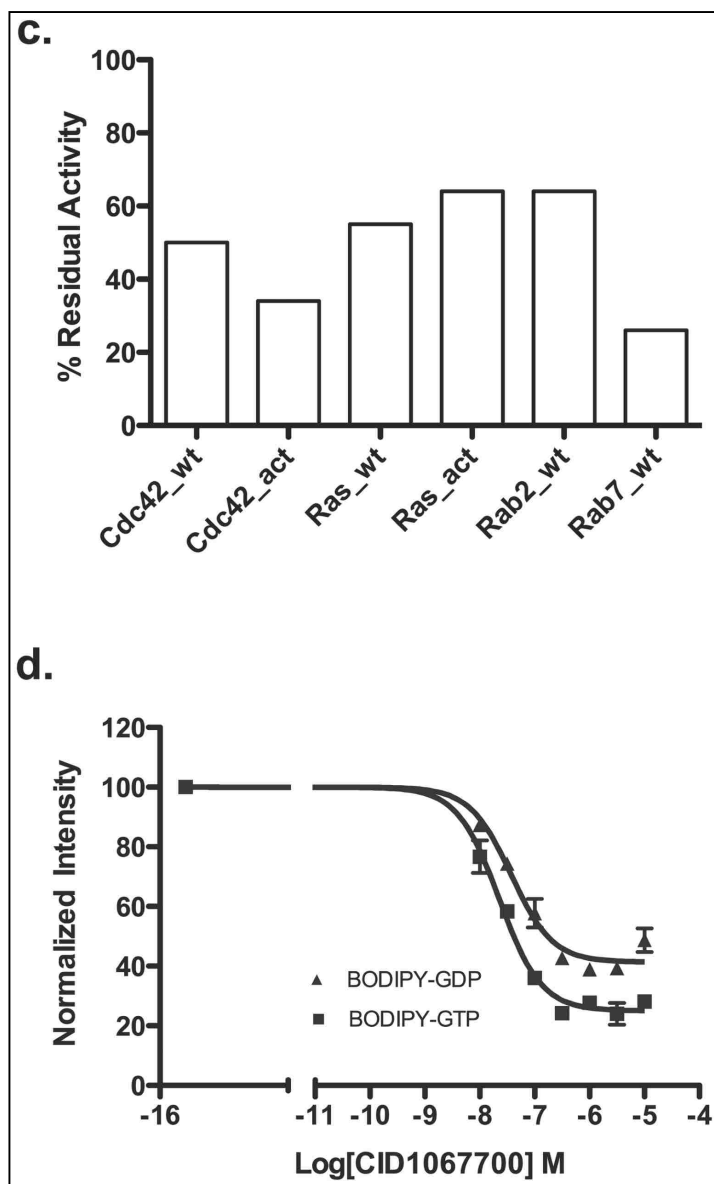 c.
100
80
60
40
20
0
% Residual Activity
Cdc42_wt
Cdc42_act
Ras_wt
Ras_act
Rab2_wt
Rab7_wt
d.
120
100
80
60
40
20
0
Normalized Intensity
BODIPY-GDP
BODIPY-GTP
-16 -11 -10 -9 -8 -7 -6 -5 -4
Log[CID1067700] M